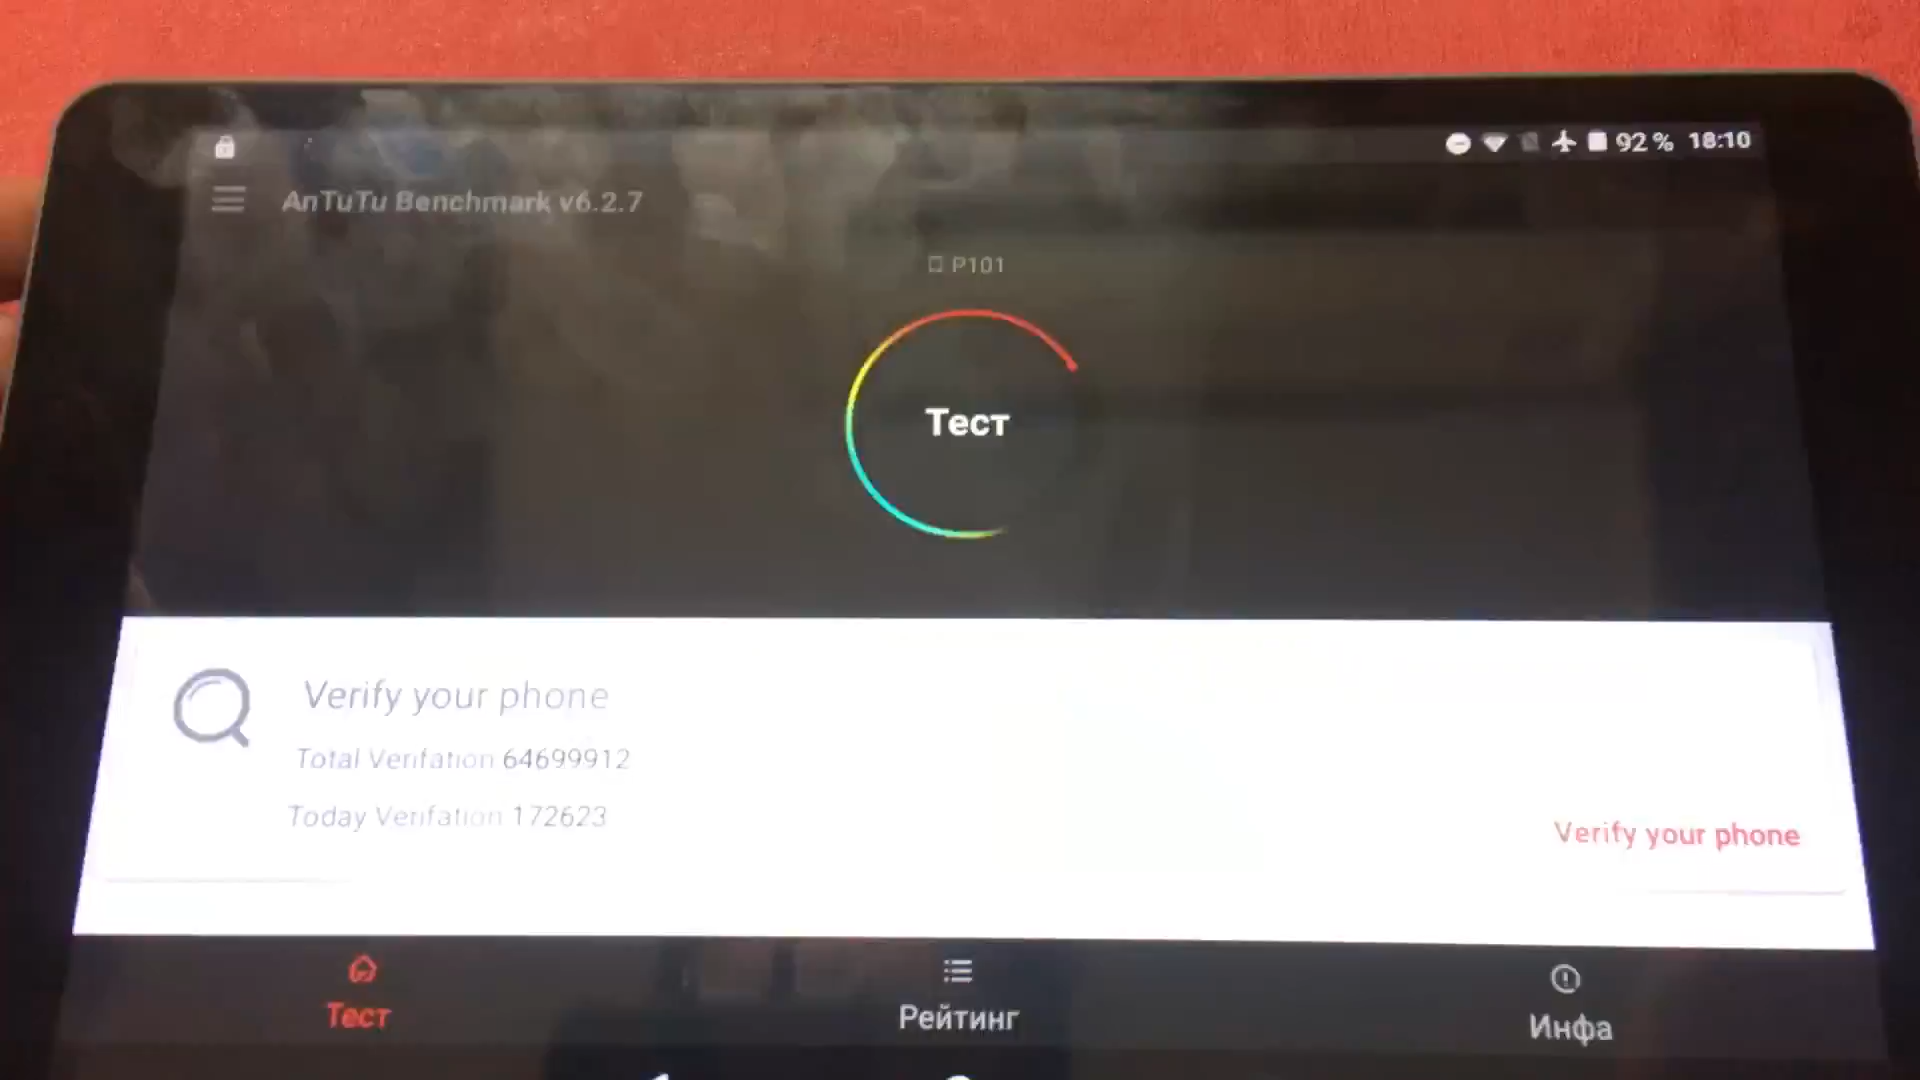 92 % 18:10
AnTuTu Benchmark v6.2.7
P101
Тест
Verify your phone
Total Verifation 64699912
Today Verifation 172623
Verify your phone
Тест
Рейтинг
Инфа